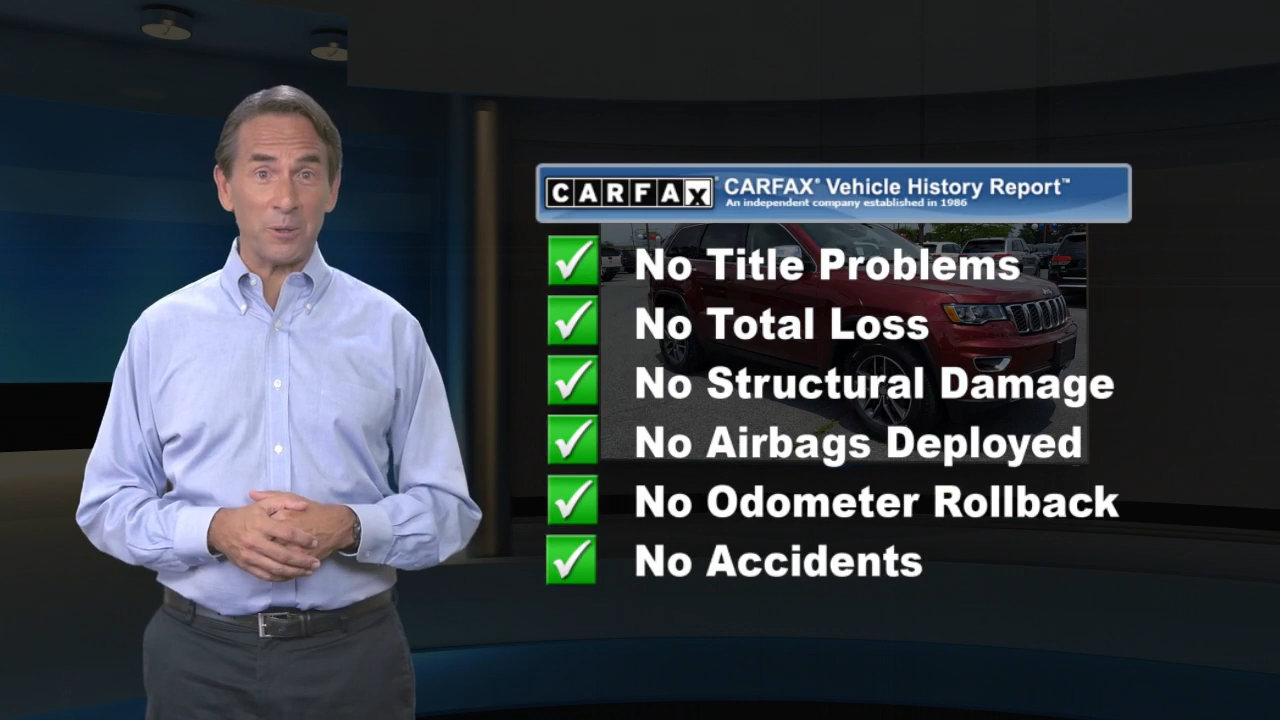 CARFAX® CARFAX® Vehicle History Report™
An independent company established in 1986
No Title Problems
No Total Loss
No Structural Damage
No Airbags Deployed
No Odometer Rollback
No Accidents